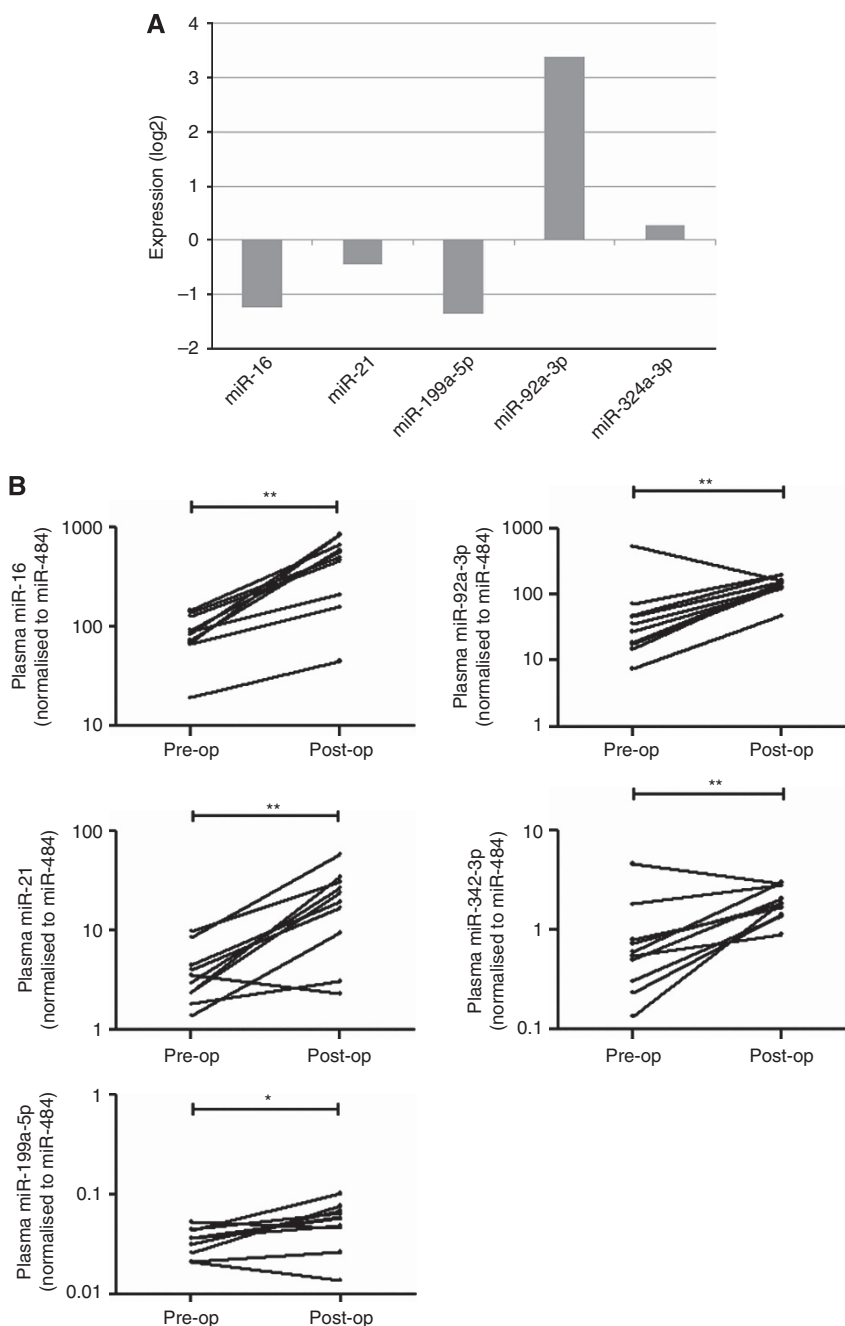 A
Expression (log2)
4
3
2
1
0
–1
–2
miR-16
miR-21
miR-199a-5p
miR-92a-3p
miR-324a-3p
B
**
Plasma miR-16
(normalised to miR-484)
1000
100
10
Pre-op
Post-op
**
Plasma miR-92a-3p
(normalised to miR-484)
1000
100
10
1
Pre-op
Post-op
**
Plasma miR-21
(normalised to miR-484)
100
10
1
Pre-op
Post-op
**
Plasma miR-342-3p
(normalised to miR-484)
10
1
0.1
Pre-op
Post-op
*
Plasma miR-199a-5p
(normalised to miR-484)
1
0.1
0.01
Pre-op
Post-op